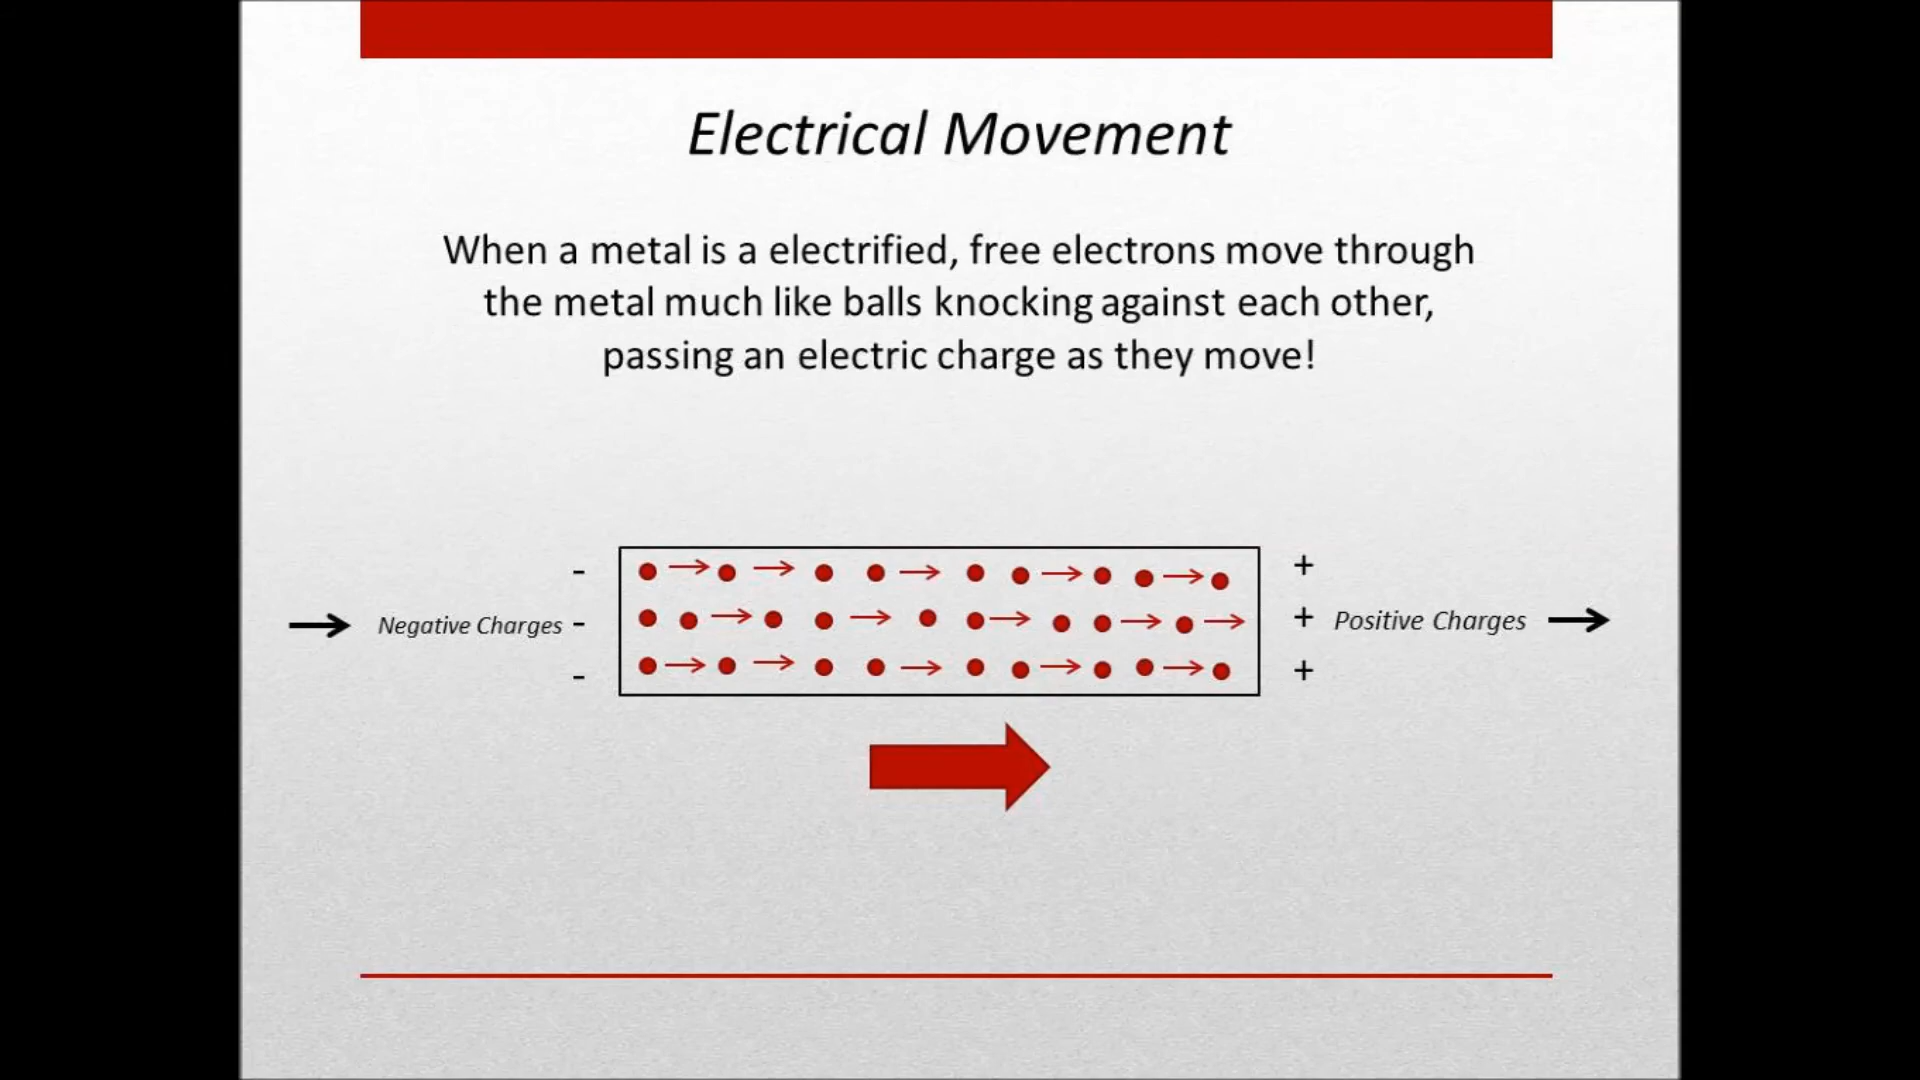 Electrical Movement
When a metal is a electrified, free electrons move through
the metal much like balls knocking against each other,
passing an electric charge as they move!
- +
Negative Charges - + Positive Charges
- +